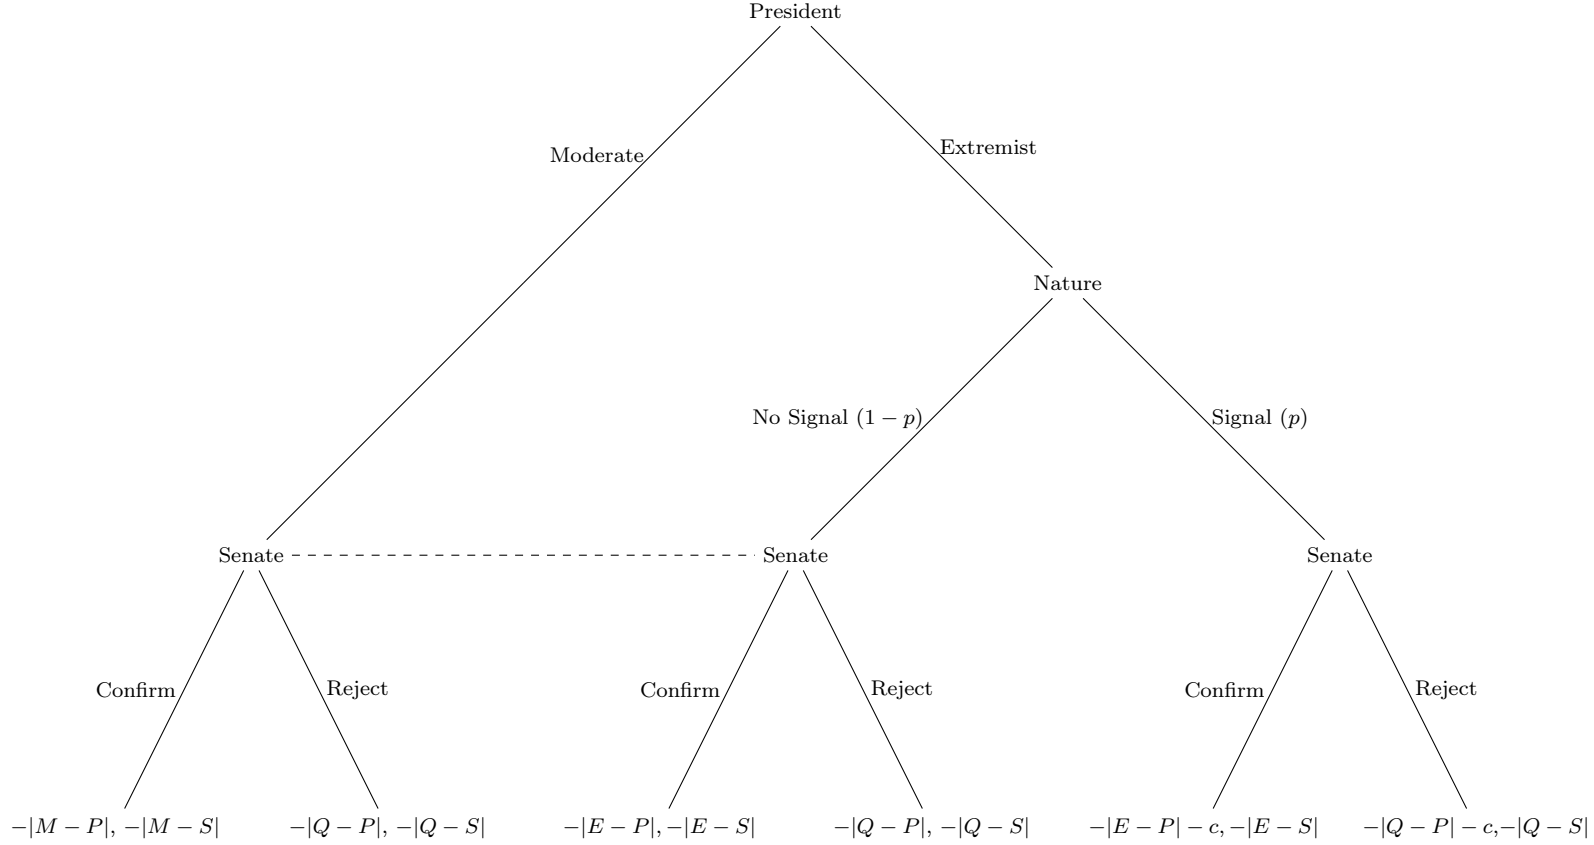 President
Moderate
Extremist
Nature
No Signal (1 − p)
Signal (p)
Senate
Senate
Senate
Confirm
Reject
Confirm
Reject
Confirm
Reject
−|M − P|, −|M − S|
−|Q − P|, −|Q − S|
−|E − P|, −|E − S|
−|Q − P|, −|Q − S|
−|E − P| − c, −|E − S|
−|Q − P| − c,−|Q − S|